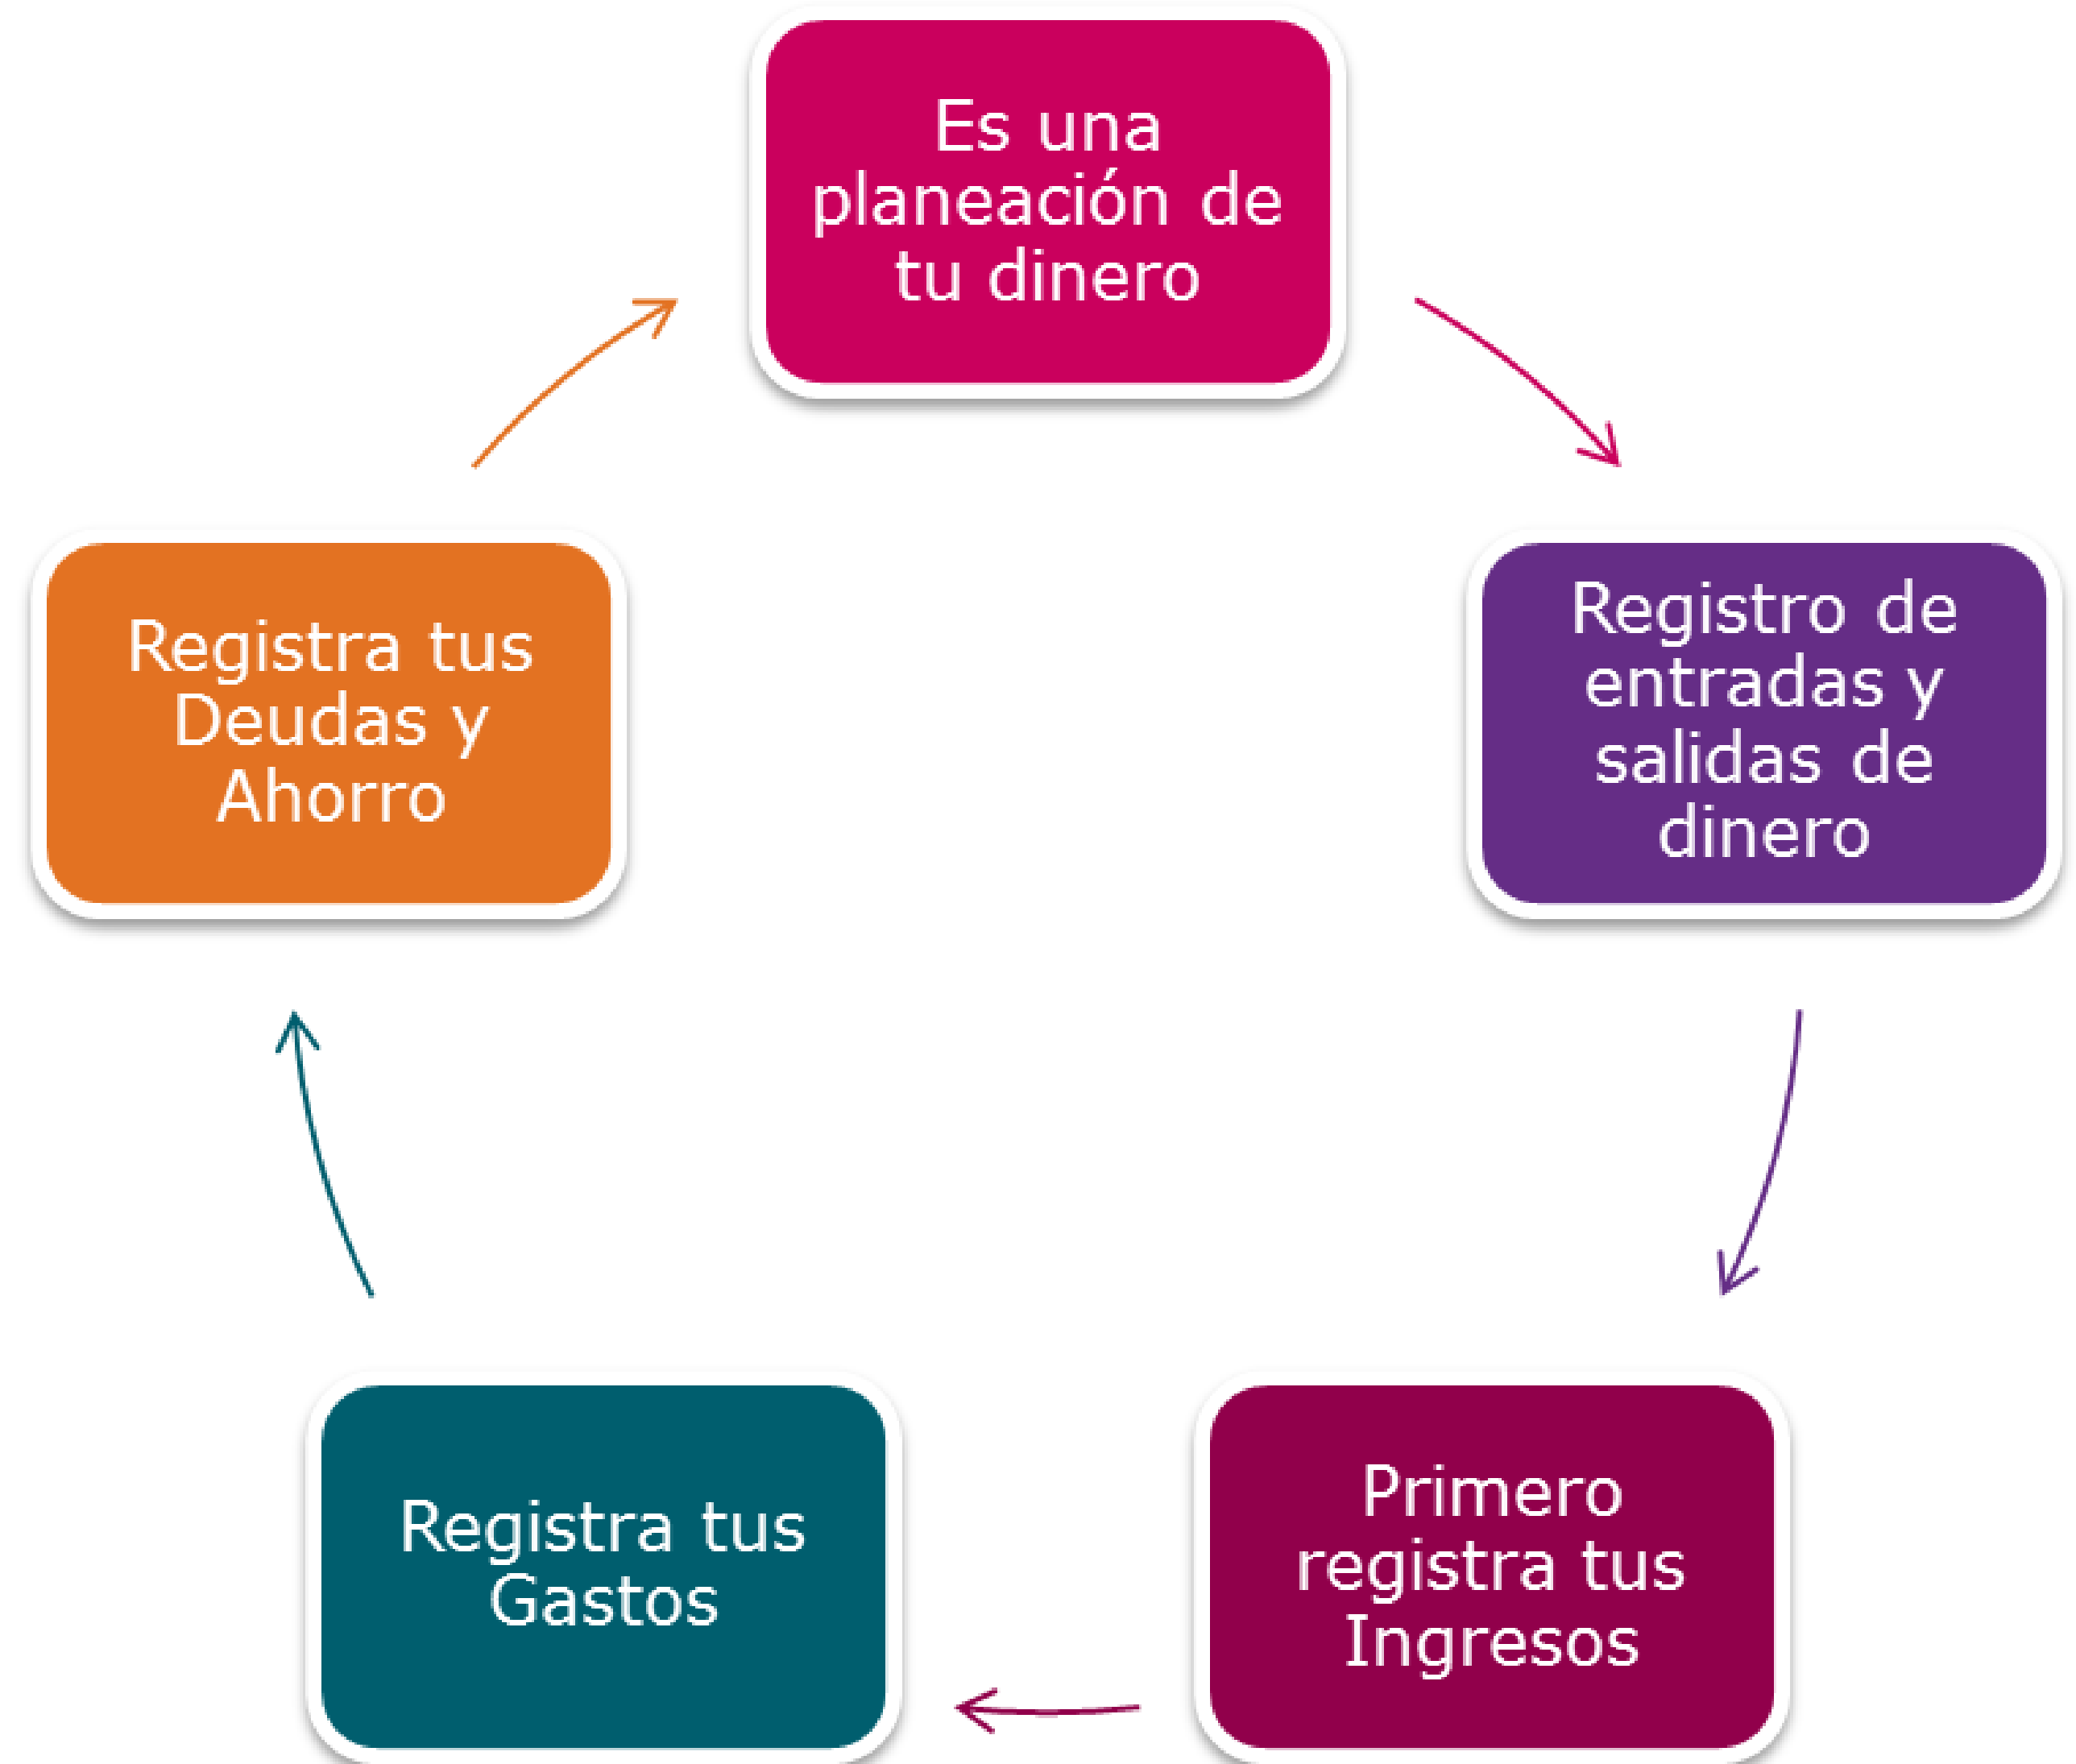 Es una
planeación de
tu dinero
Registro de
entradas y
salidas de
dinero
Primero
registra tus
Ingresos
Registra tus
Gastos
Registra tus
Deudas y
Ahorro